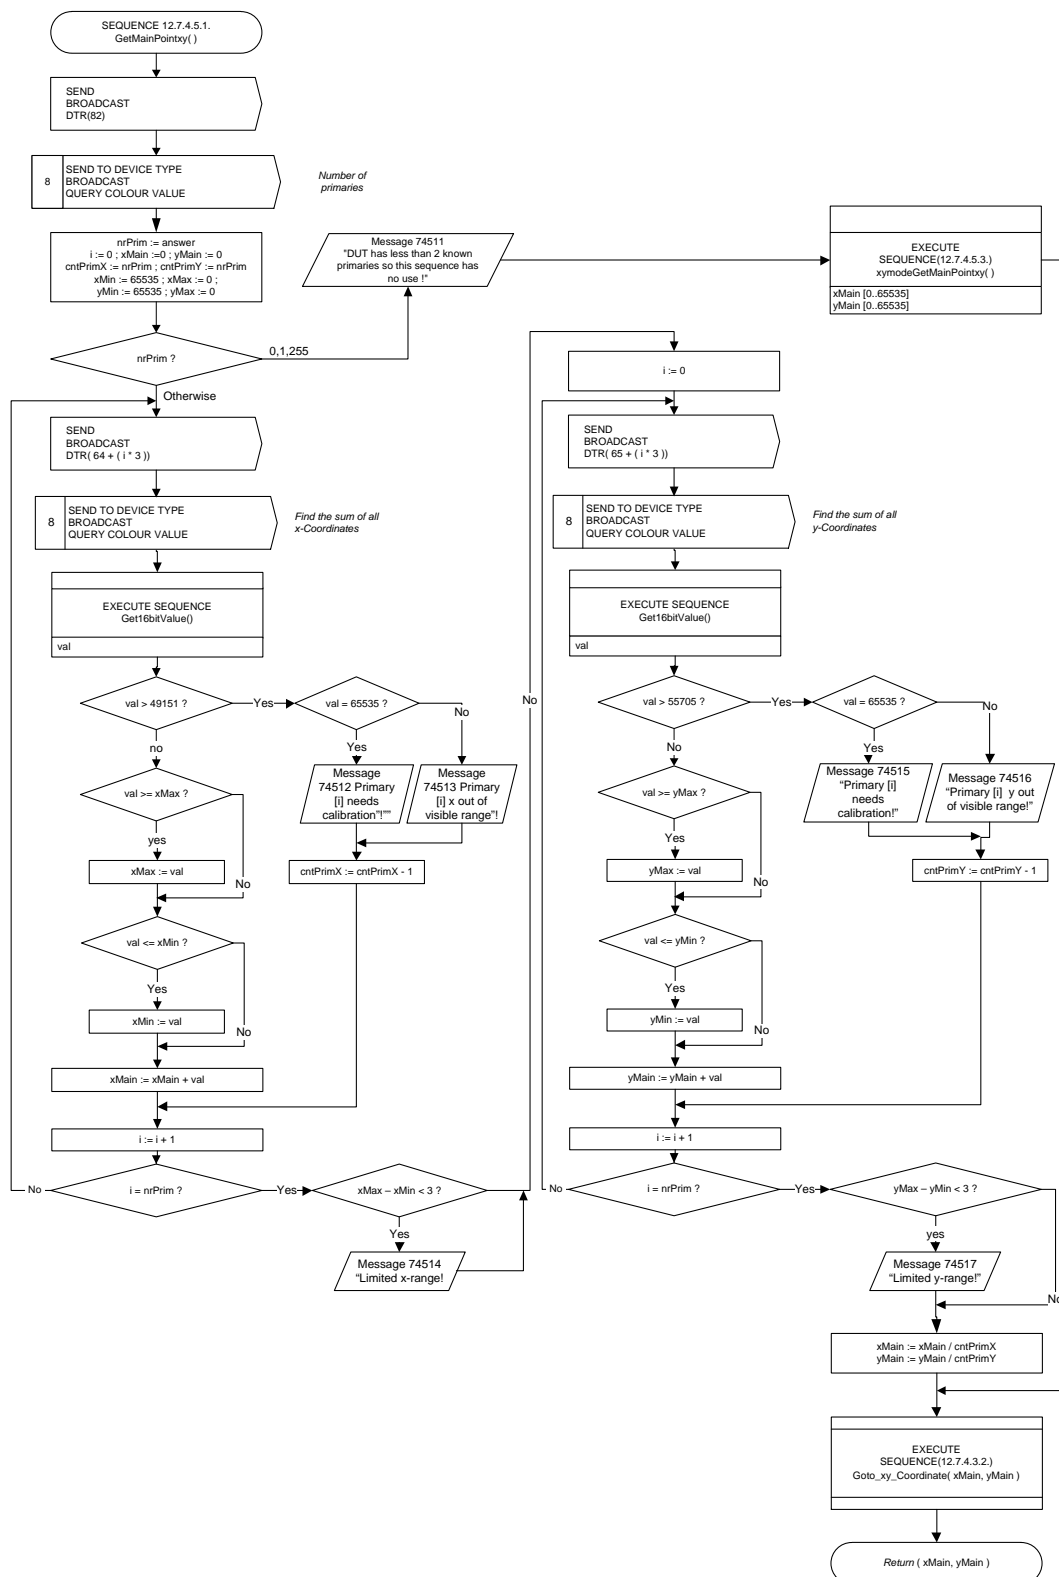 SEQUENCE 12.7.4.5.1.
GetMainPointxy( )
SEND
BROADCAST
DTR(82)
8
SEND TO DEVICE TYPE
BROADCAST
QUERY COLOUR VALUE
Number of
primaries
nrPrim := answer
i := 0 ; xMain :=0 ; yMain := 0
cntPrimX := nrPrim ; cntPrimY := nrPrim
xMin := 65535 ; xMax := 0 ;
yMin := 65535 ; yMax := 0
Message 74511
"DUT has less than 2 known
primaries so this sequence has
no use !"
EXECUTE
SEQUENCE(12.7.4.5.3.)
xymodeGetMainPointxy( )
xMain [0..65535]
yMain [0..65535]
nrPrim ?
0,1,255
Otherwise
SEND
BROADCAST
DTR( 64 + ( i * 3 ))
8
SEND TO DEVICE TYPE
BROADCAST
QUERY COLOUR VALUE
Find the sum of all
x-Coordinates
EXECUTE SEQUENCE
Get16bitValue()
val
val > 49151 ?
Yes
val = 65535 ?
No
no
Yes
val >= xMax ?
Message
74512 Primary
[i] needs
calibration"!""
Message
74513 Primary
[i] x out of
visible range"!
No
yes
xMax := val
cntPrimX := cntPrimX - 1
val <= xMin ?
Yes
No
xMin := val
xMain := xMain + val
i := i + 1
i = nrPrim ?
No
Yes
xMax – xMin < 3 ?
Yes
Message 74514
“Limited x-range!
No
i := 0
SEND
BROADCAST
DTR( 65 + ( i * 3 ))
8
SEND TO DEVICE TYPE
BROADCAST
QUERY COLOUR VALUE
Find the sum of all
y-Coordinates
EXECUTE SEQUENCE
Get16bitValue()
val
val > 55705 ?
Yes
val = 65535 ?
No
No
Yes
val >= yMax ?
Message 74515
“Primary [i]
needs
calibration!”
Message 74516
“Primary [i] y out
of visible range!”
Yes
No
yMax := val
cntPrimY := cntPrimY - 1
val <= yMin ?
Yes
No
yMin := val
yMain := yMain + val
i := i + 1
i = nrPrim ?
No
Yes
yMax – yMin < 3 ?
yes
Message 74517
“Limited y-range!”
No
xMain := xMain / cntPrimX
yMain := yMain / cntPrimY
EXECUTE
SEQUENCE(12.7.4.3.2.)
Goto_xy_Coordinate( xMain, yMain )
Return ( xMain, yMain )